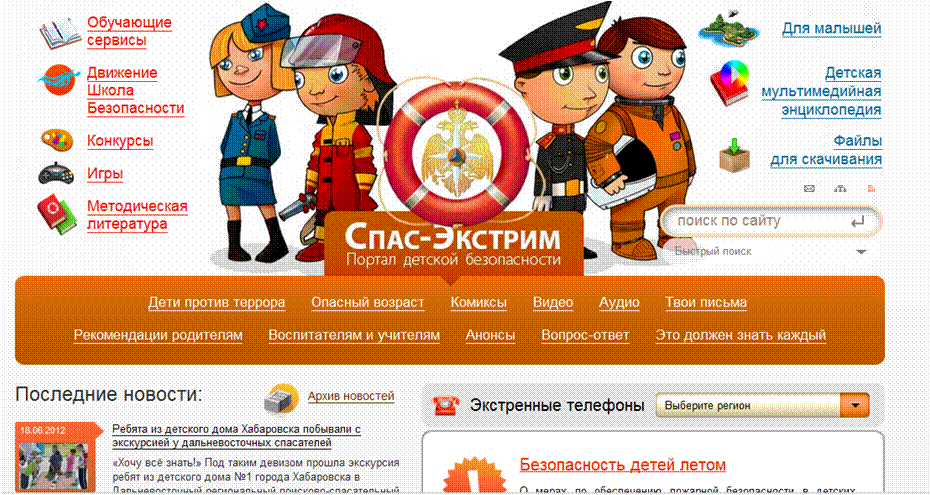 Обучающие
сервисы
Движение
Школа
Безопасности
Конкурсы
Игры
Методическая
литература
Для малышей
Детская
мультимедийная
энциклопедия
Файлы
для скачивания
поиск по сайту
Быстрый поиск
Спас-Экстрим
Портал детской безопасности
Дети против террора Опасный возраст Комиксы Видео Аудио Твои письма
Рекомендации родителям Воспитателям и учителям Анонсы Вопрос-ответ Это должен знать каждый
Последние новости:
Архив новостей
18.06.2012
Ребята из детского дома Хабаровска побывали с
экскурсией у дальневосточных спасателей
«Хочу всё знать!» Под таким девизом прошла экскурсия
ребят из детского дома №1 города Хабаровска в
Дальневосточный региональный поисково-спасательный
Экстренные телефоны
Выберите регион
Безопасность детей летом
О мерах по обеспечению пожарной безопасности в детских